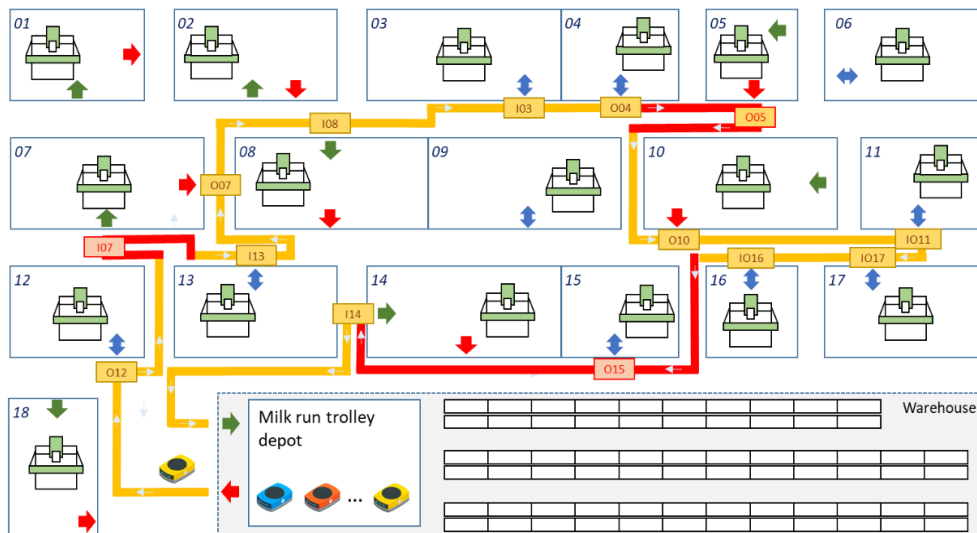 01
02
03
04
05
06
I03
O04
O05
I08
07
08
09
10
11
O07
I07
I13
O10
IO11
IO16
IO17
12
13
14
15
16
17
I14
O12
O15
18
Milk run trolley
depot
...
Warehouse